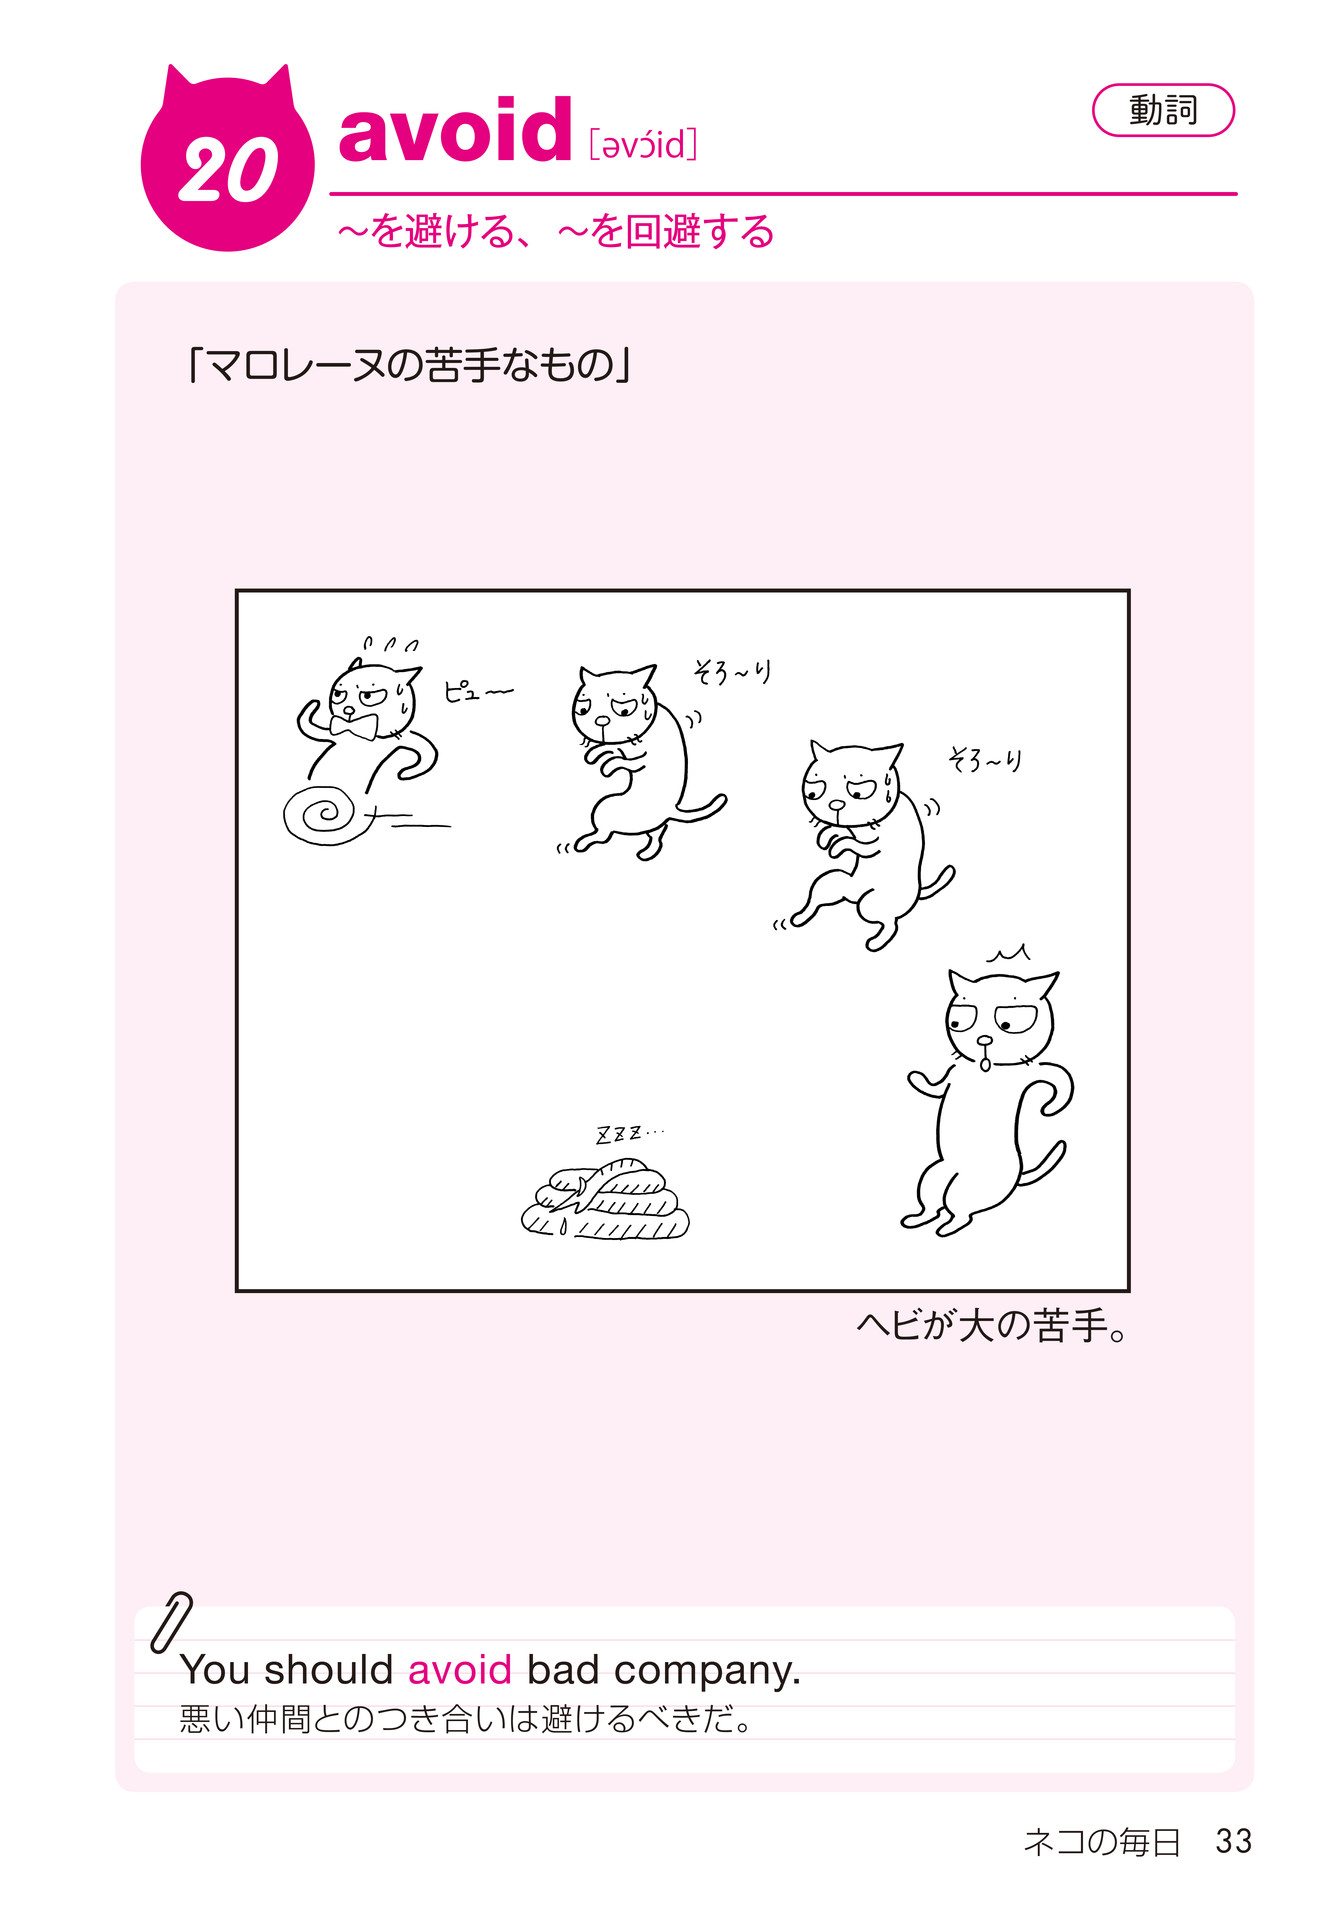 20
avoid [əvɔ́id]
動詞
～を避ける、～を回避する
「マロレーヌの苦手なもの」
ピュー
そろ～り
そろ～り
ZZZ…
ヘビが大の苦手。
You should avoid bad company.
悪い仲間とのつき合いは避けるべきだ。
ネコの毎日 33